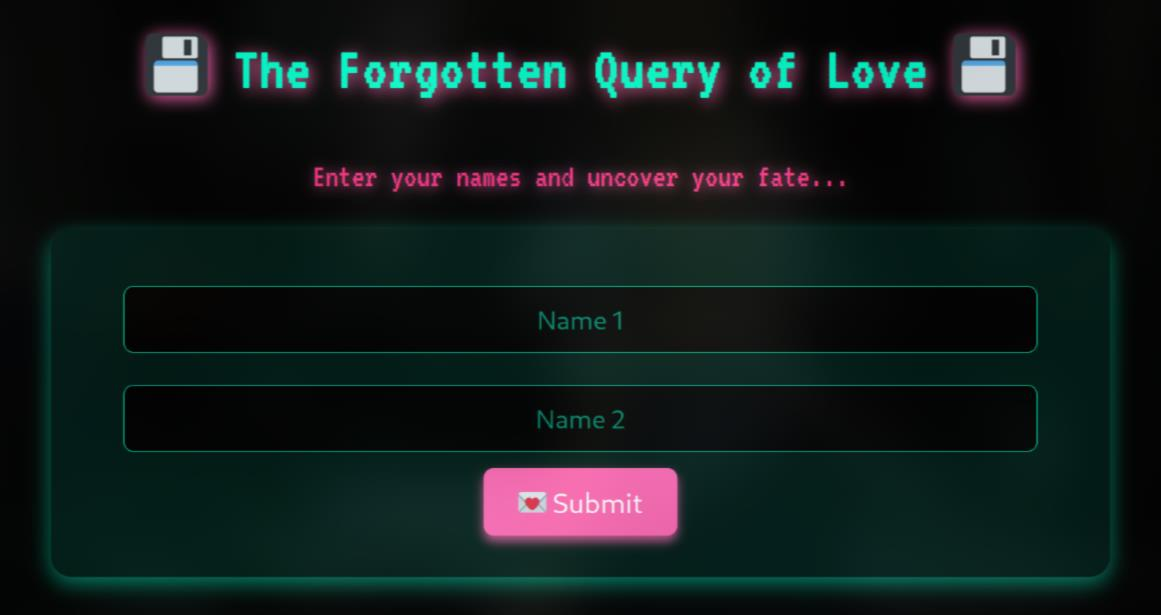 💾 The Forgotten Query of Love 💾
Enter your names and uncover your fate...
Name 1
Name 2
💌 Submit